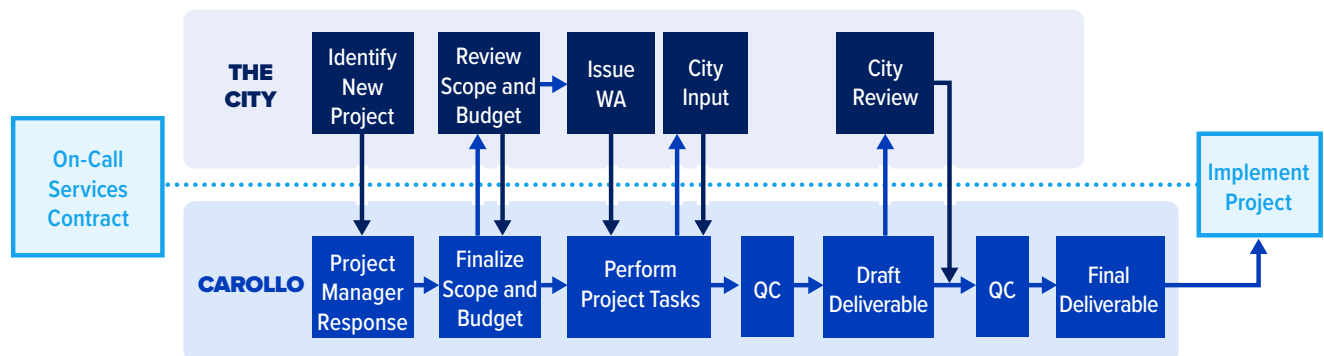 THE
CITY
Identify
New
Project
Review
Scope and
Budget
Issue
WA
City
Input
City
Review
On-Call
Services
Contract
Implement
Project
CAROLLO
Project
Manager
Response
Finalize
Scope and
Budget
Perform
Project Tasks
QC
Draft
Deliverable
QC
Final
Deliverable